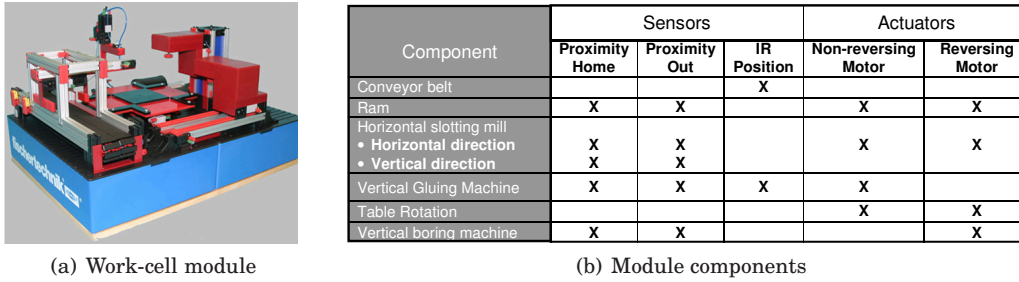 fischertechnik
Component
Sensors
Actuators
Proximity Home
Proximity Out
IR Position
Non-reversing Motor
Reversing Motor
Conveyor belt X
Ram X X X X
Horizontal slotting mill
• Horizontal direction X X X X
• Vertical direction X X
Vertical Gluing Machine X X X X
Table Rotation X X
Vertical boring machine X X X
(a) Work-cell module
(b) Module components